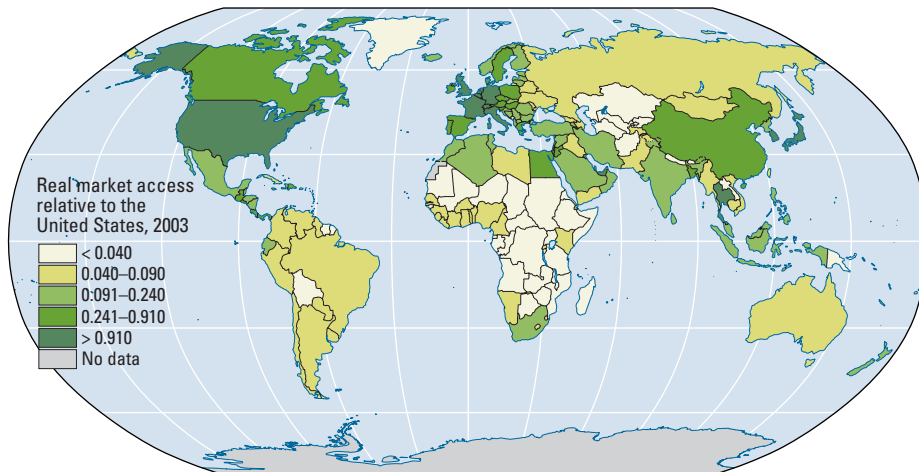 Real market access
relative to the
United States, 2003
< 0.040
0.040–0.090
0.091–0.240
0.241–0.910
> 0.910
No data